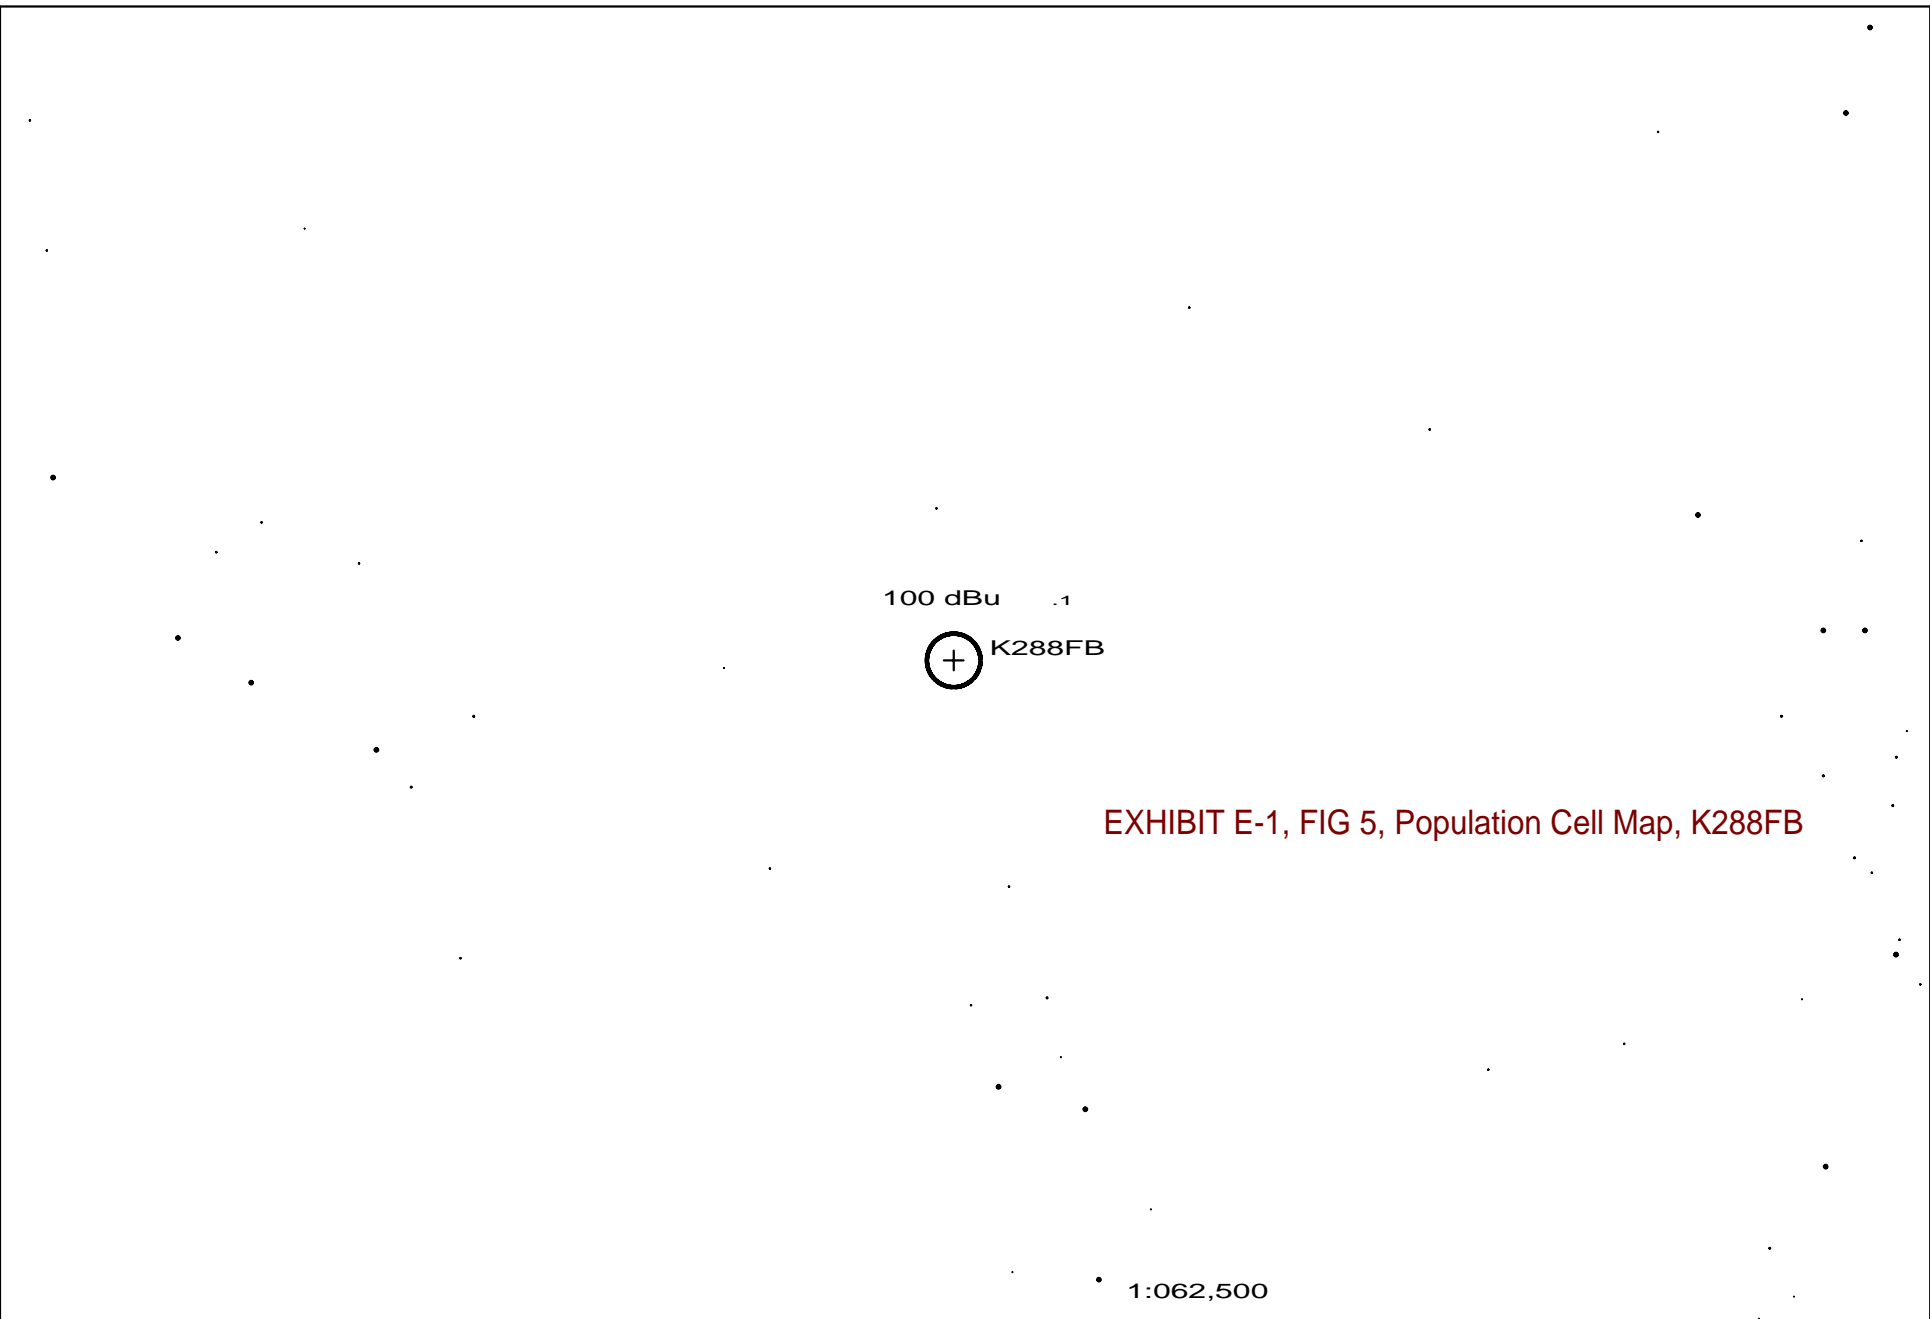 100 dBu .1
K288FB
EXHIBIT E-1, FIG 5, Population Cell Map, K288FB
1:062,500